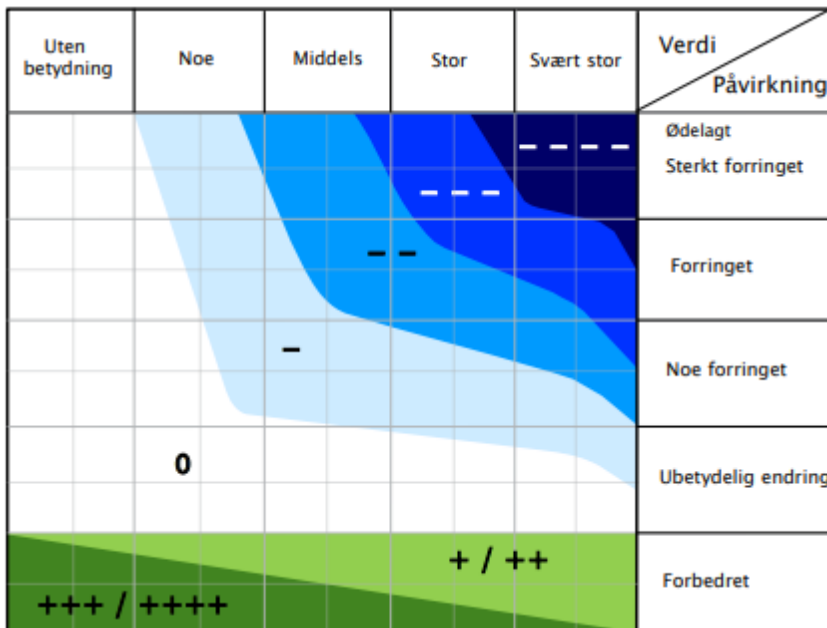 Uten
betydning
Noe
Middels
Stor
Svært stor
Verdi
Påvirkning
Ødelagt
Sterkt forringet
Forringet
Noe forringet
Ubetydelig endring
Forbedret
– – – –
– – –
– –
–
0
+ / ++
+++ / ++++